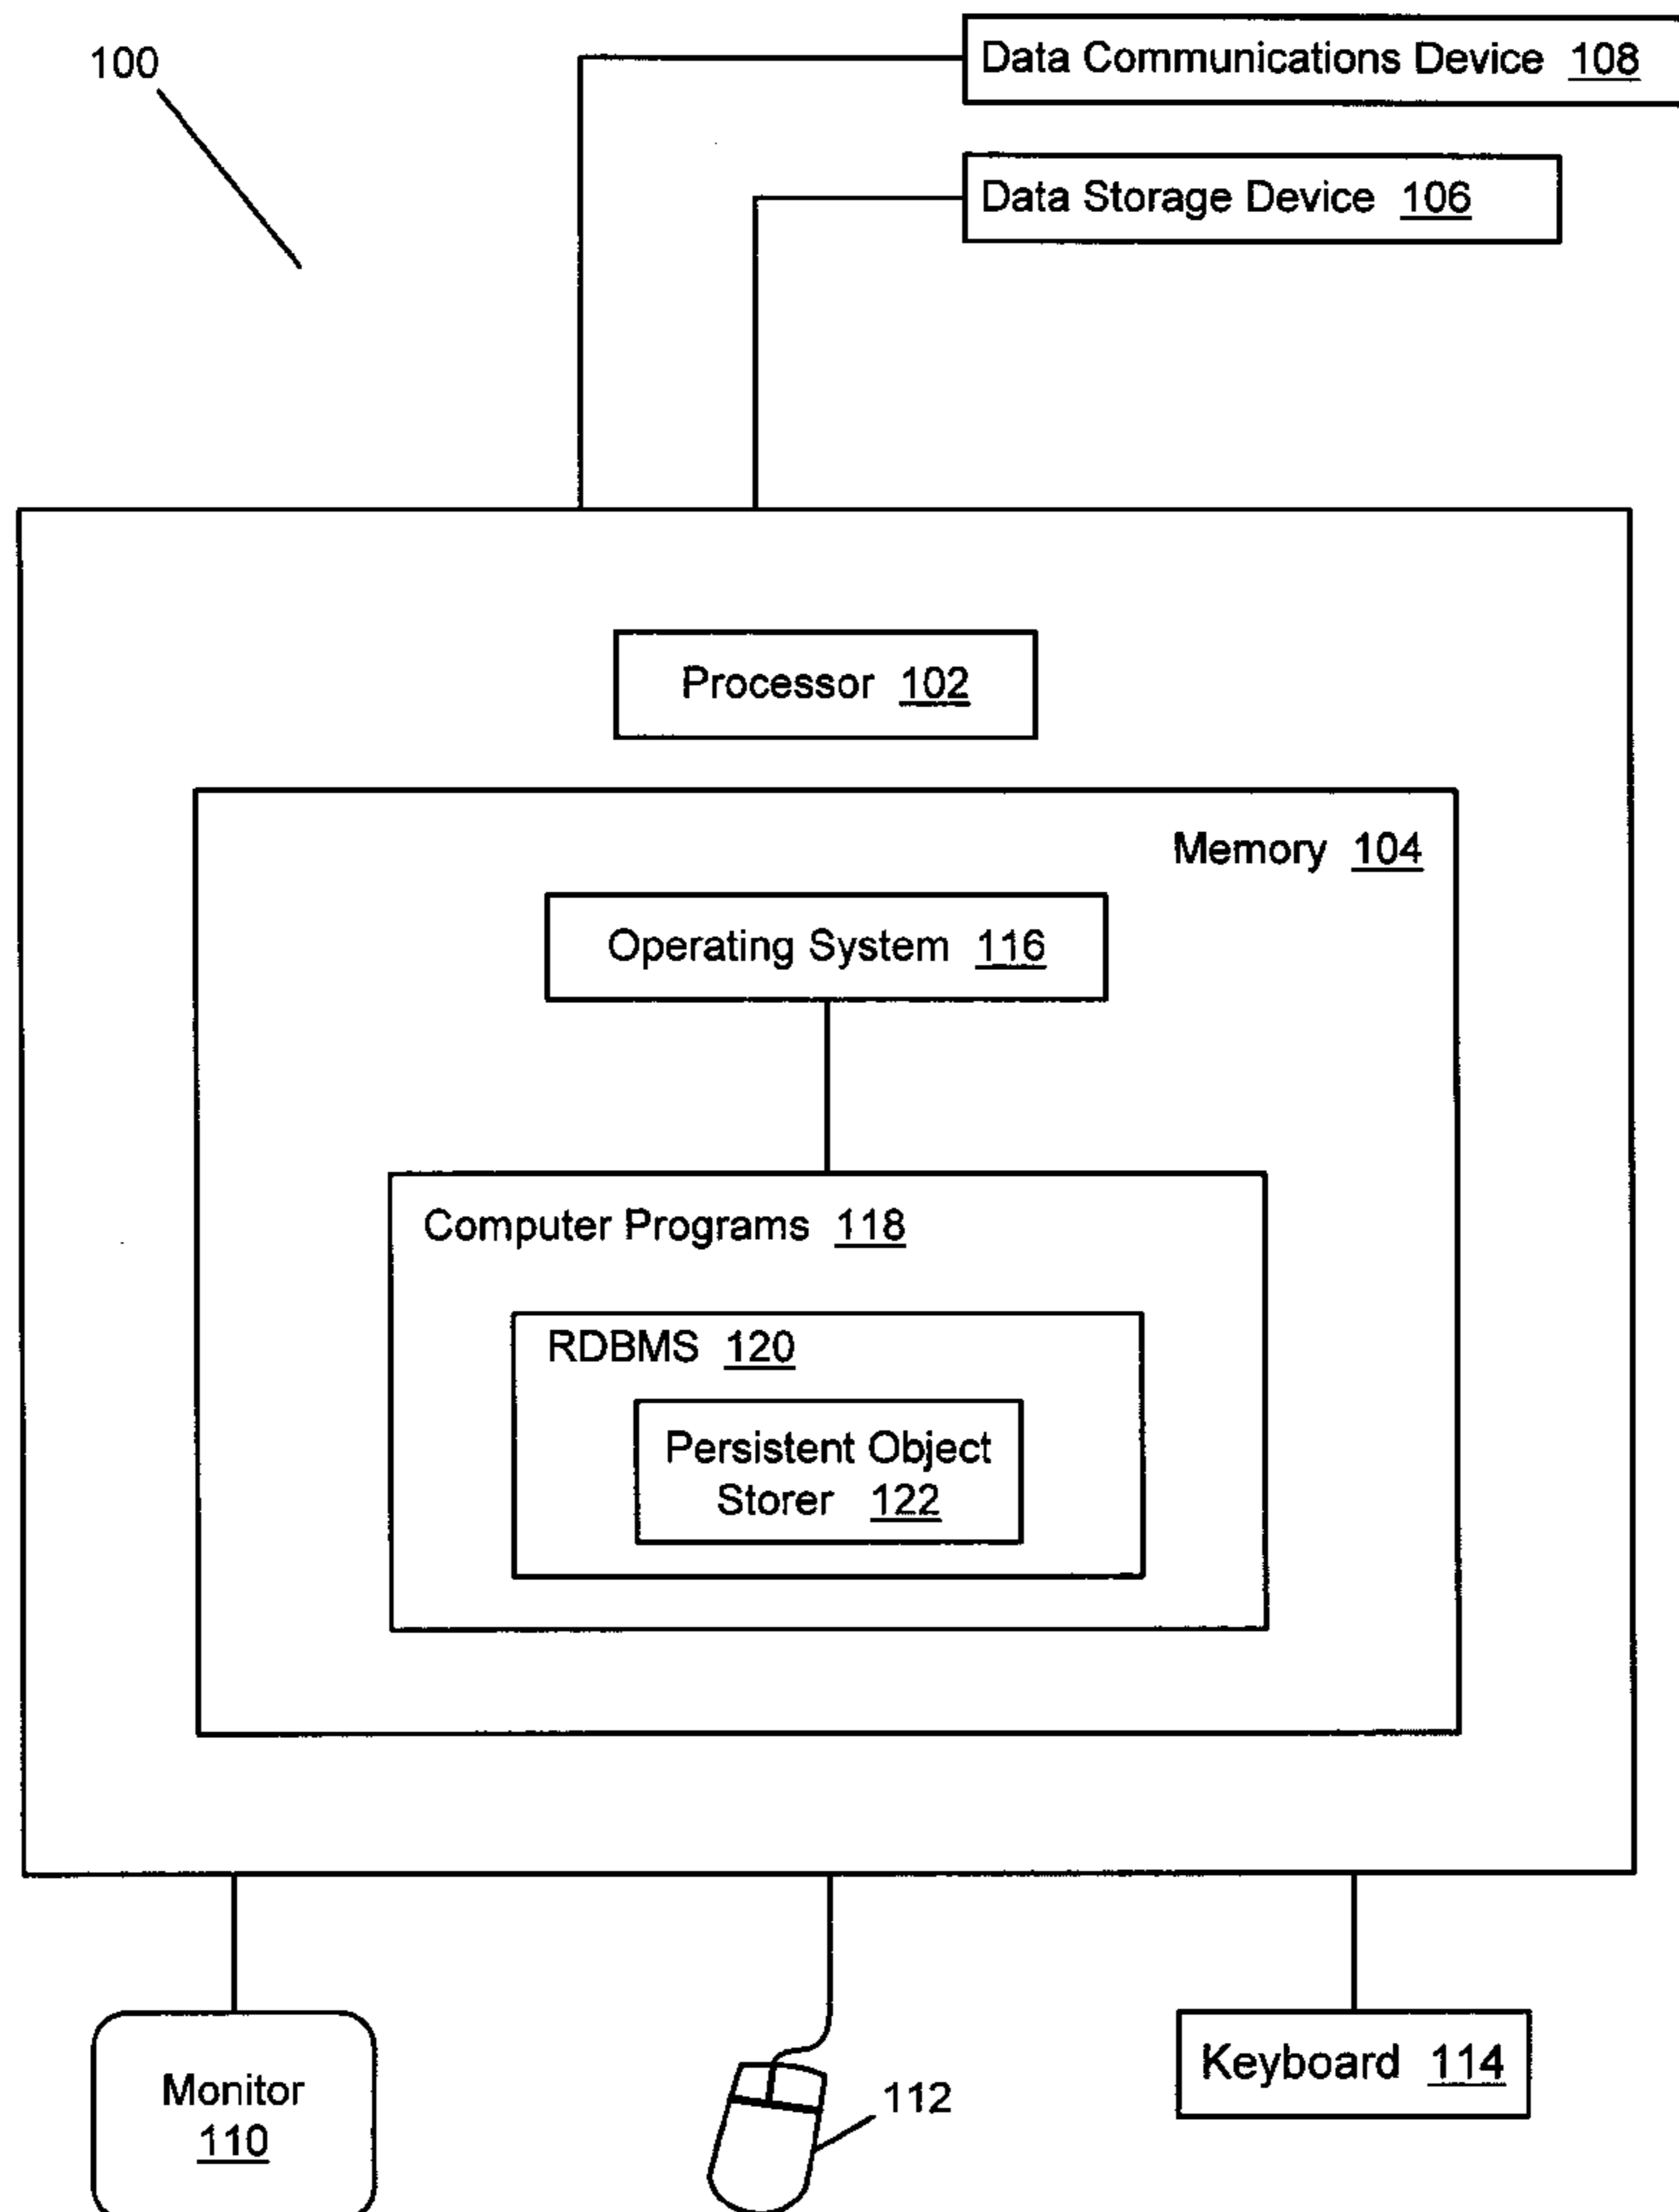 100
Data Communications Device 108
Data Storage Device 106
Processor 102
Memory 104
Operating System 116
Computer Programs 118
RDBMS 120
Persistent Object
Storer 122
Monitor
110
112
Keyboard 114